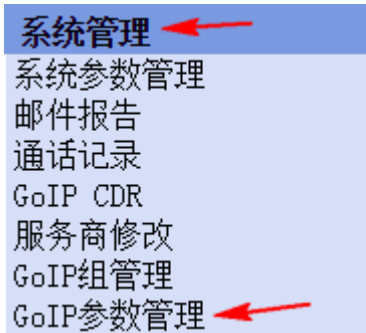 系统管理
系统参数管理
邮件报告
通话记录
GoIP CDR
服务商修改
GoIP组管理
GoIP参数管理